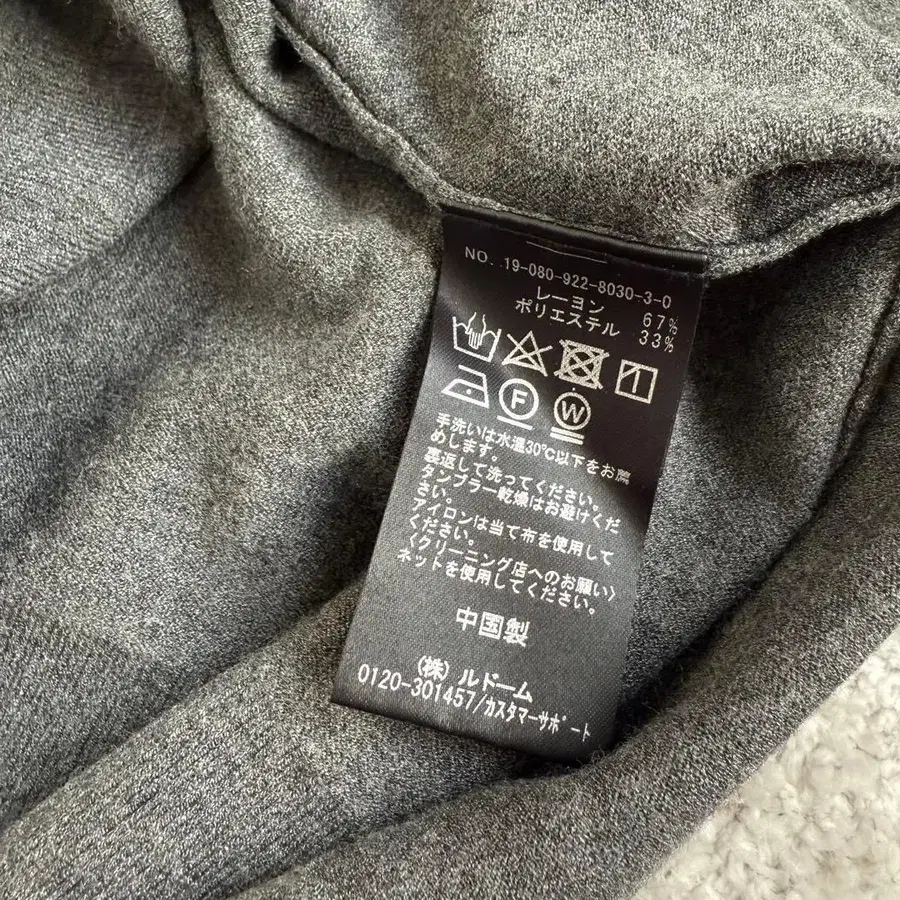 NO. 19-080-922-8030-3-0
レーヨン 67%
ポリエステル 33%
F W
手洗いは水温30℃以下をお薦
めします。
裏返して洗ってください。
タンブラー乾燥はお避けくだ
さい。
アイロンは当て布を使用して
ください。
〈クリーニング店へのお願い〉
ネットを使用してください。
中国製
(株)ルドーム
0120-301457/カスタマーサポート